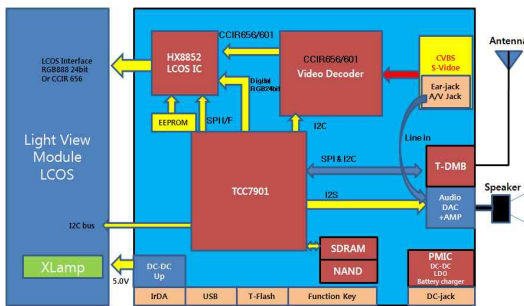 CCIR656/601
Antenna
LCOS Interface
RGB888 24bit
Or CCIR 656
HX8852
LCOS IC
CCIR656/601
Video Decoder
CVBS
S-Vidoe
Ear-jack
A/V Jack
Digital
RGB24bit
EEPROM
SPI I/F
I2C
Line in
Light View
Module
LCOS
TCC7901
SPI & I2C
T-DMB
I2S
Audio
DAC
+AMP
Speaker
I2C bus
SDRAM
NAND
PMIC
DC-DC
LDO
Battery charger
XLamp
5.0V
DC-DC
Up
IrDA
USB
T-Flash
Function Key
DC-jack